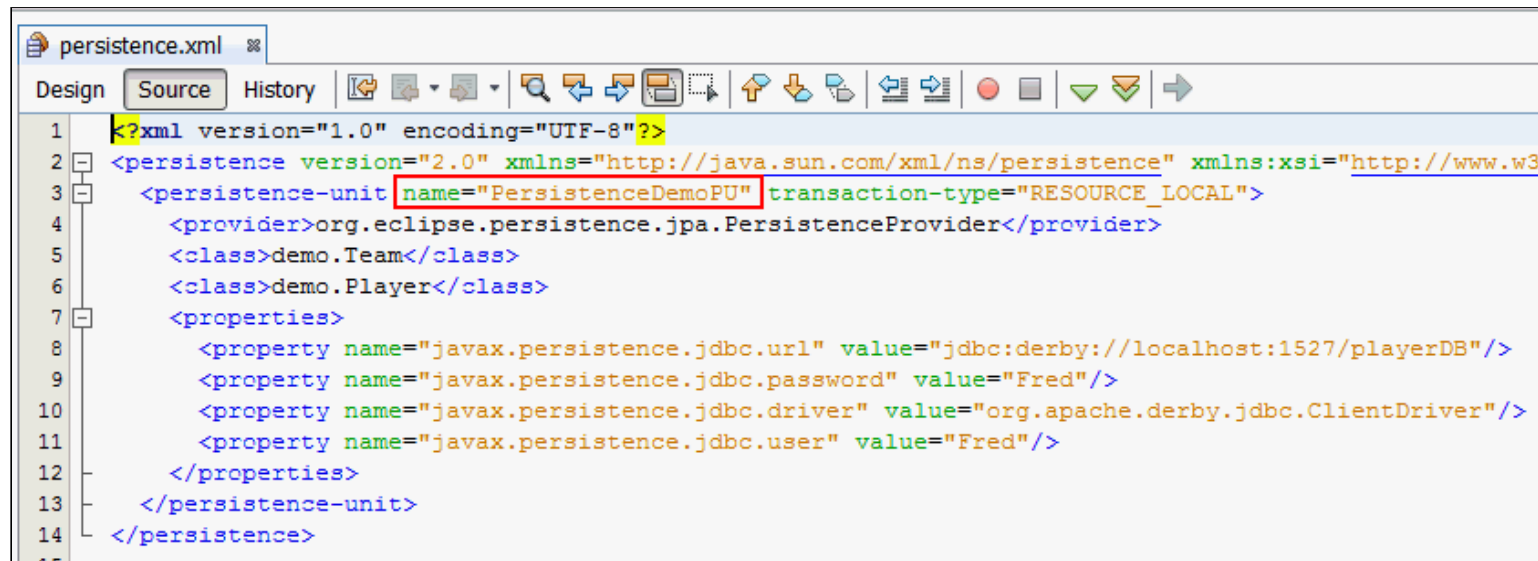 persistence.xml
Design Source History
1 <?xml version="1.0" encoding="UTF-8"?>
2 <persistence version="2.0" xmlns="http://java.sun.com/xml/ns/persistence" xmlns:xsi="http://www.w3
3 <persistence-unit name="PersistenceDemoPU" transaction-type="RESOURCE_LOCAL">
4 <provider>org.eclipse.persistence.jpa.PersistenceProvider</provider>
5 <class>demo.Team</class>
6 <class>demo.Player</class>
7 <properties>
8 <property name="javax.persistence.jdbc.url" value="jdbc:derby://localhost:1527/playerDB"/>
9 <property name="javax.persistence.jdbc.password" value="Fred"/>
10 <property name="javax.persistence.jdbc.driver" value="org.apache.derby.jdbc.ClientDriver"/>
11 <property name="javax.persistence.jdbc.user" value="Fred"/>
12 </properties>
13 </persistence-unit>
14 </persistence>